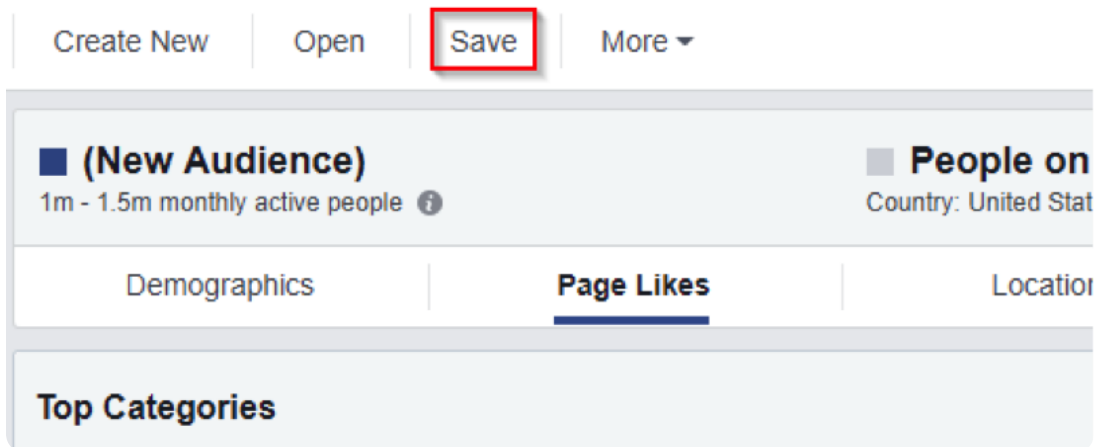 Create New Open Save More
(New Audience) People on
1m - 1.5m monthly active people Country: United Stat
Demographics Page Likes Location
Top Categories